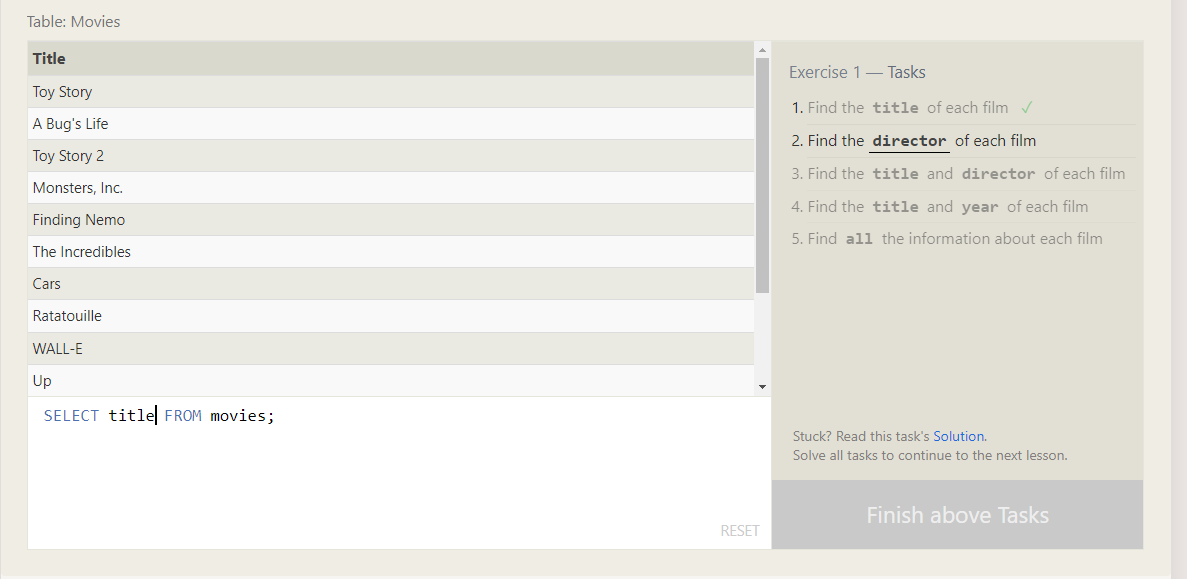 Table: Movies
Title
Toy Story
A Bug's Life
Toy Story 2
Monsters, Inc.
Finding Nemo
The Incredibles
Cars
Ratatouille
WALL-E
Up
SELECT title FROM movies;
RESET
Exercise 1 — Tasks
1. Find the title of each film ✓
2. Find the director of each film
3. Find the title and director of each film
4. Find the title and year of each film
5. Find all the information about each film
Stuck? Read this task's Solution.
Solve all tasks to continue to the next lesson.
Finish above Tasks